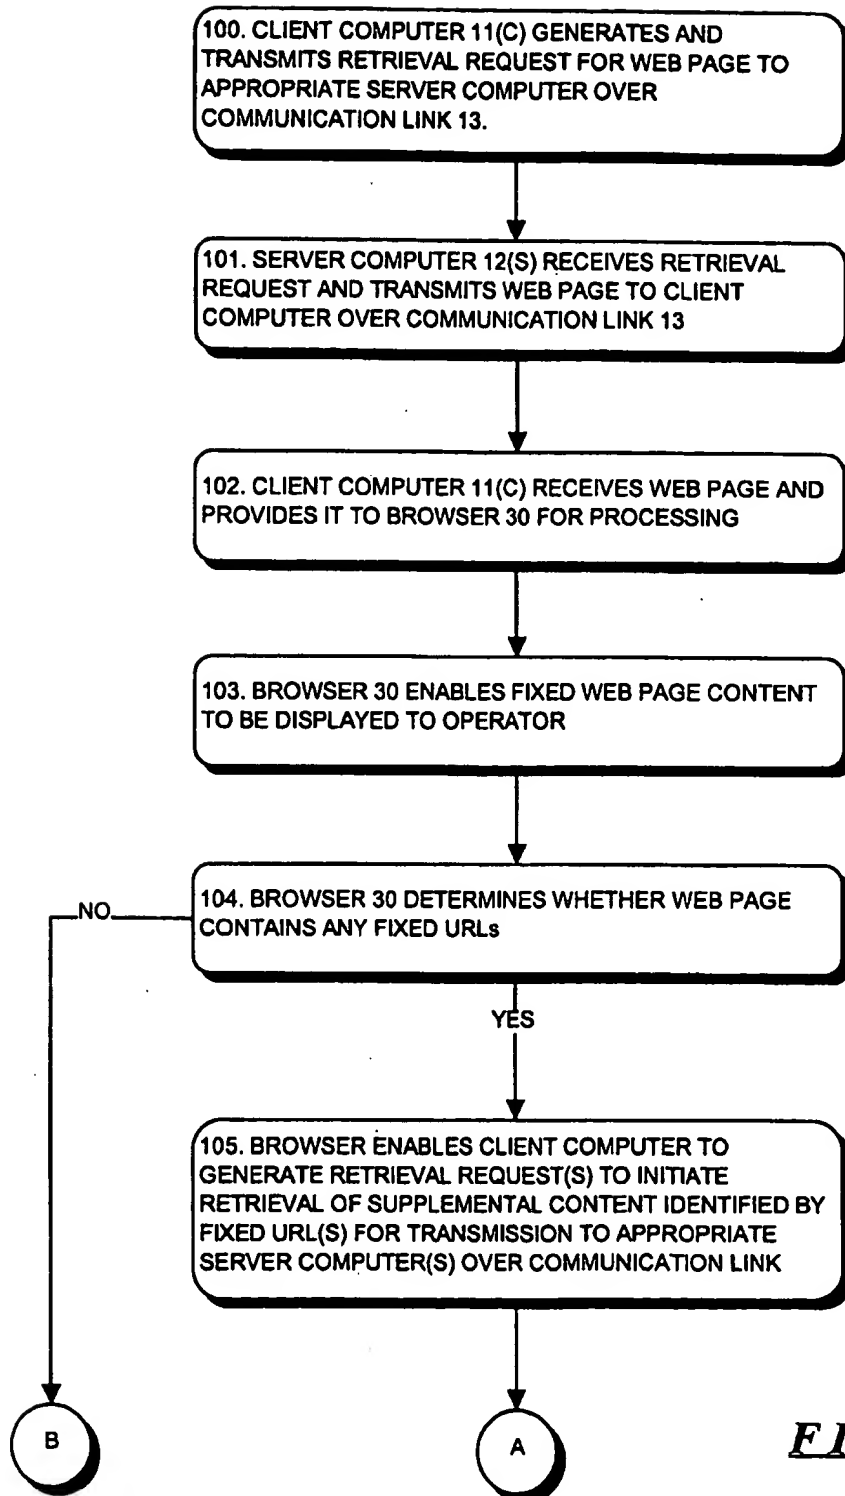 100. CLIENT COMPUTER 11(C) GENERATES AND
TRANSMITS RETRIEVAL REQUEST FOR WEB PAGE TO
APPROPRIATE SERVER COMPUTER OVER
COMMUNICATION LINK 13.
101. SERVER COMPUTER 12(S) RECEIVES RETRIEVAL
REQUEST AND TRANSMITS WEB PAGE TO CLIENT
COMPUTER OVER COMMUNICATION LINK 13
102. CLIENT COMPUTER 11(C) RECEIVES WEB PAGE AND
PROVIDES IT TO BROWSER 30 FOR PROCESSING
103. BROWSER 30 ENABLES FIXED WEB PAGE CONTENT
TO BE DISPLAYED TO OPERATOR
104. BROWSER 30 DETERMINES WHETHER WEB PAGE
CONTAINS ANY FIXED URLs
NO
YES
105. BROWSER ENABLES CLIENT COMPUTER TO
GENERATE RETRIEVAL REQUEST(S) TO INITIATE
RETRIEVAL OF SUPPLEMENTAL CONTENT IDENTIFIED BY
FIXED URL(S) FOR TRANSMISSION TO APPROPRIATE
SERVER COMPUTER(S) OVER COMMUNICATION LINK
B
A